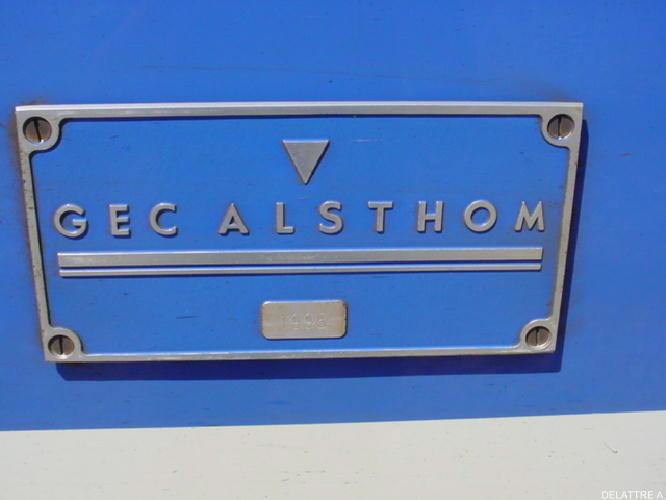 GEC ALSTHOM
1998
DELATTRE A.